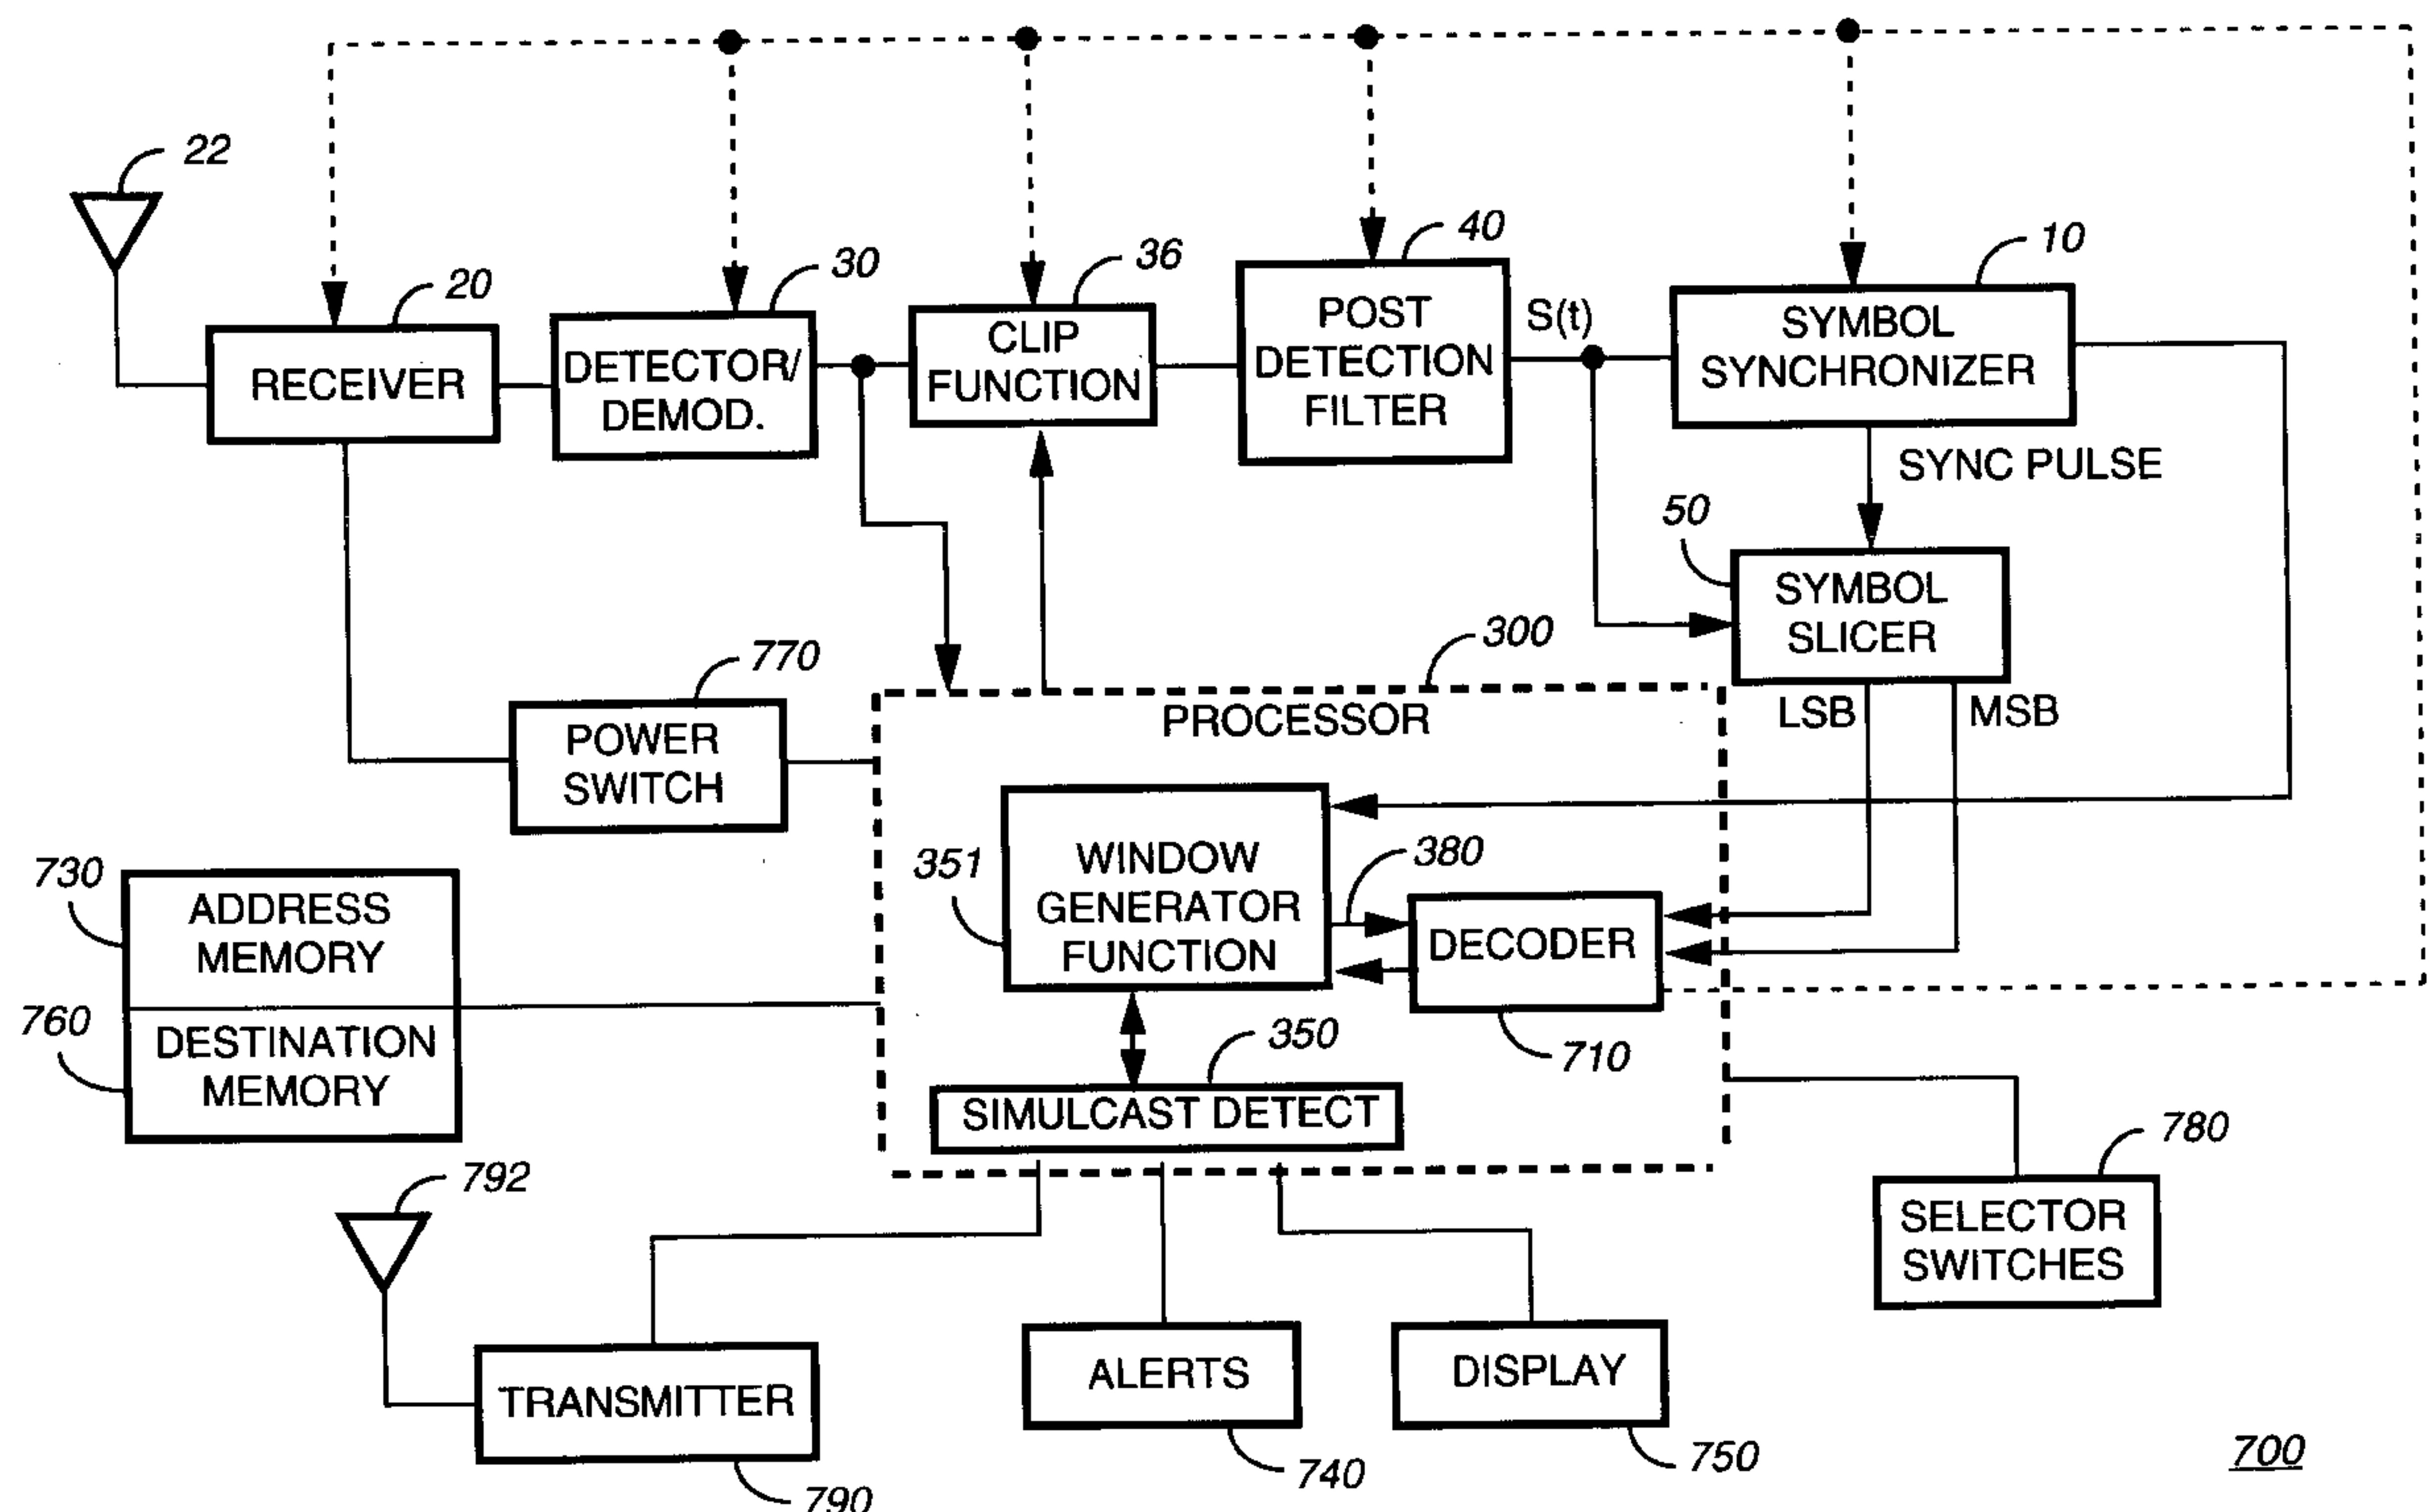 22
20
RECEIVER
30
DETECTOR/
DEMOD.
36
CLIP
FUNCTION
40
POST
DETECTION
FILTER
S(t)
10
SYMBOL
SYNCHRONIZER
SYNC PULSE
50
SYMBOL
SLICER
LSB
MSB
770
POWER
SWITCH
300
PROCESSOR
351
WINDOW
GENERATOR
FUNCTION
380
DECODER
710
350
SIMULCAST DETECT
730
ADDRESS
MEMORY
760
DESTINATION
MEMORY
780
SELECTOR
SWITCHES
792
TRANSMITTER
790
ALERTS
740
DISPLAY
750
700